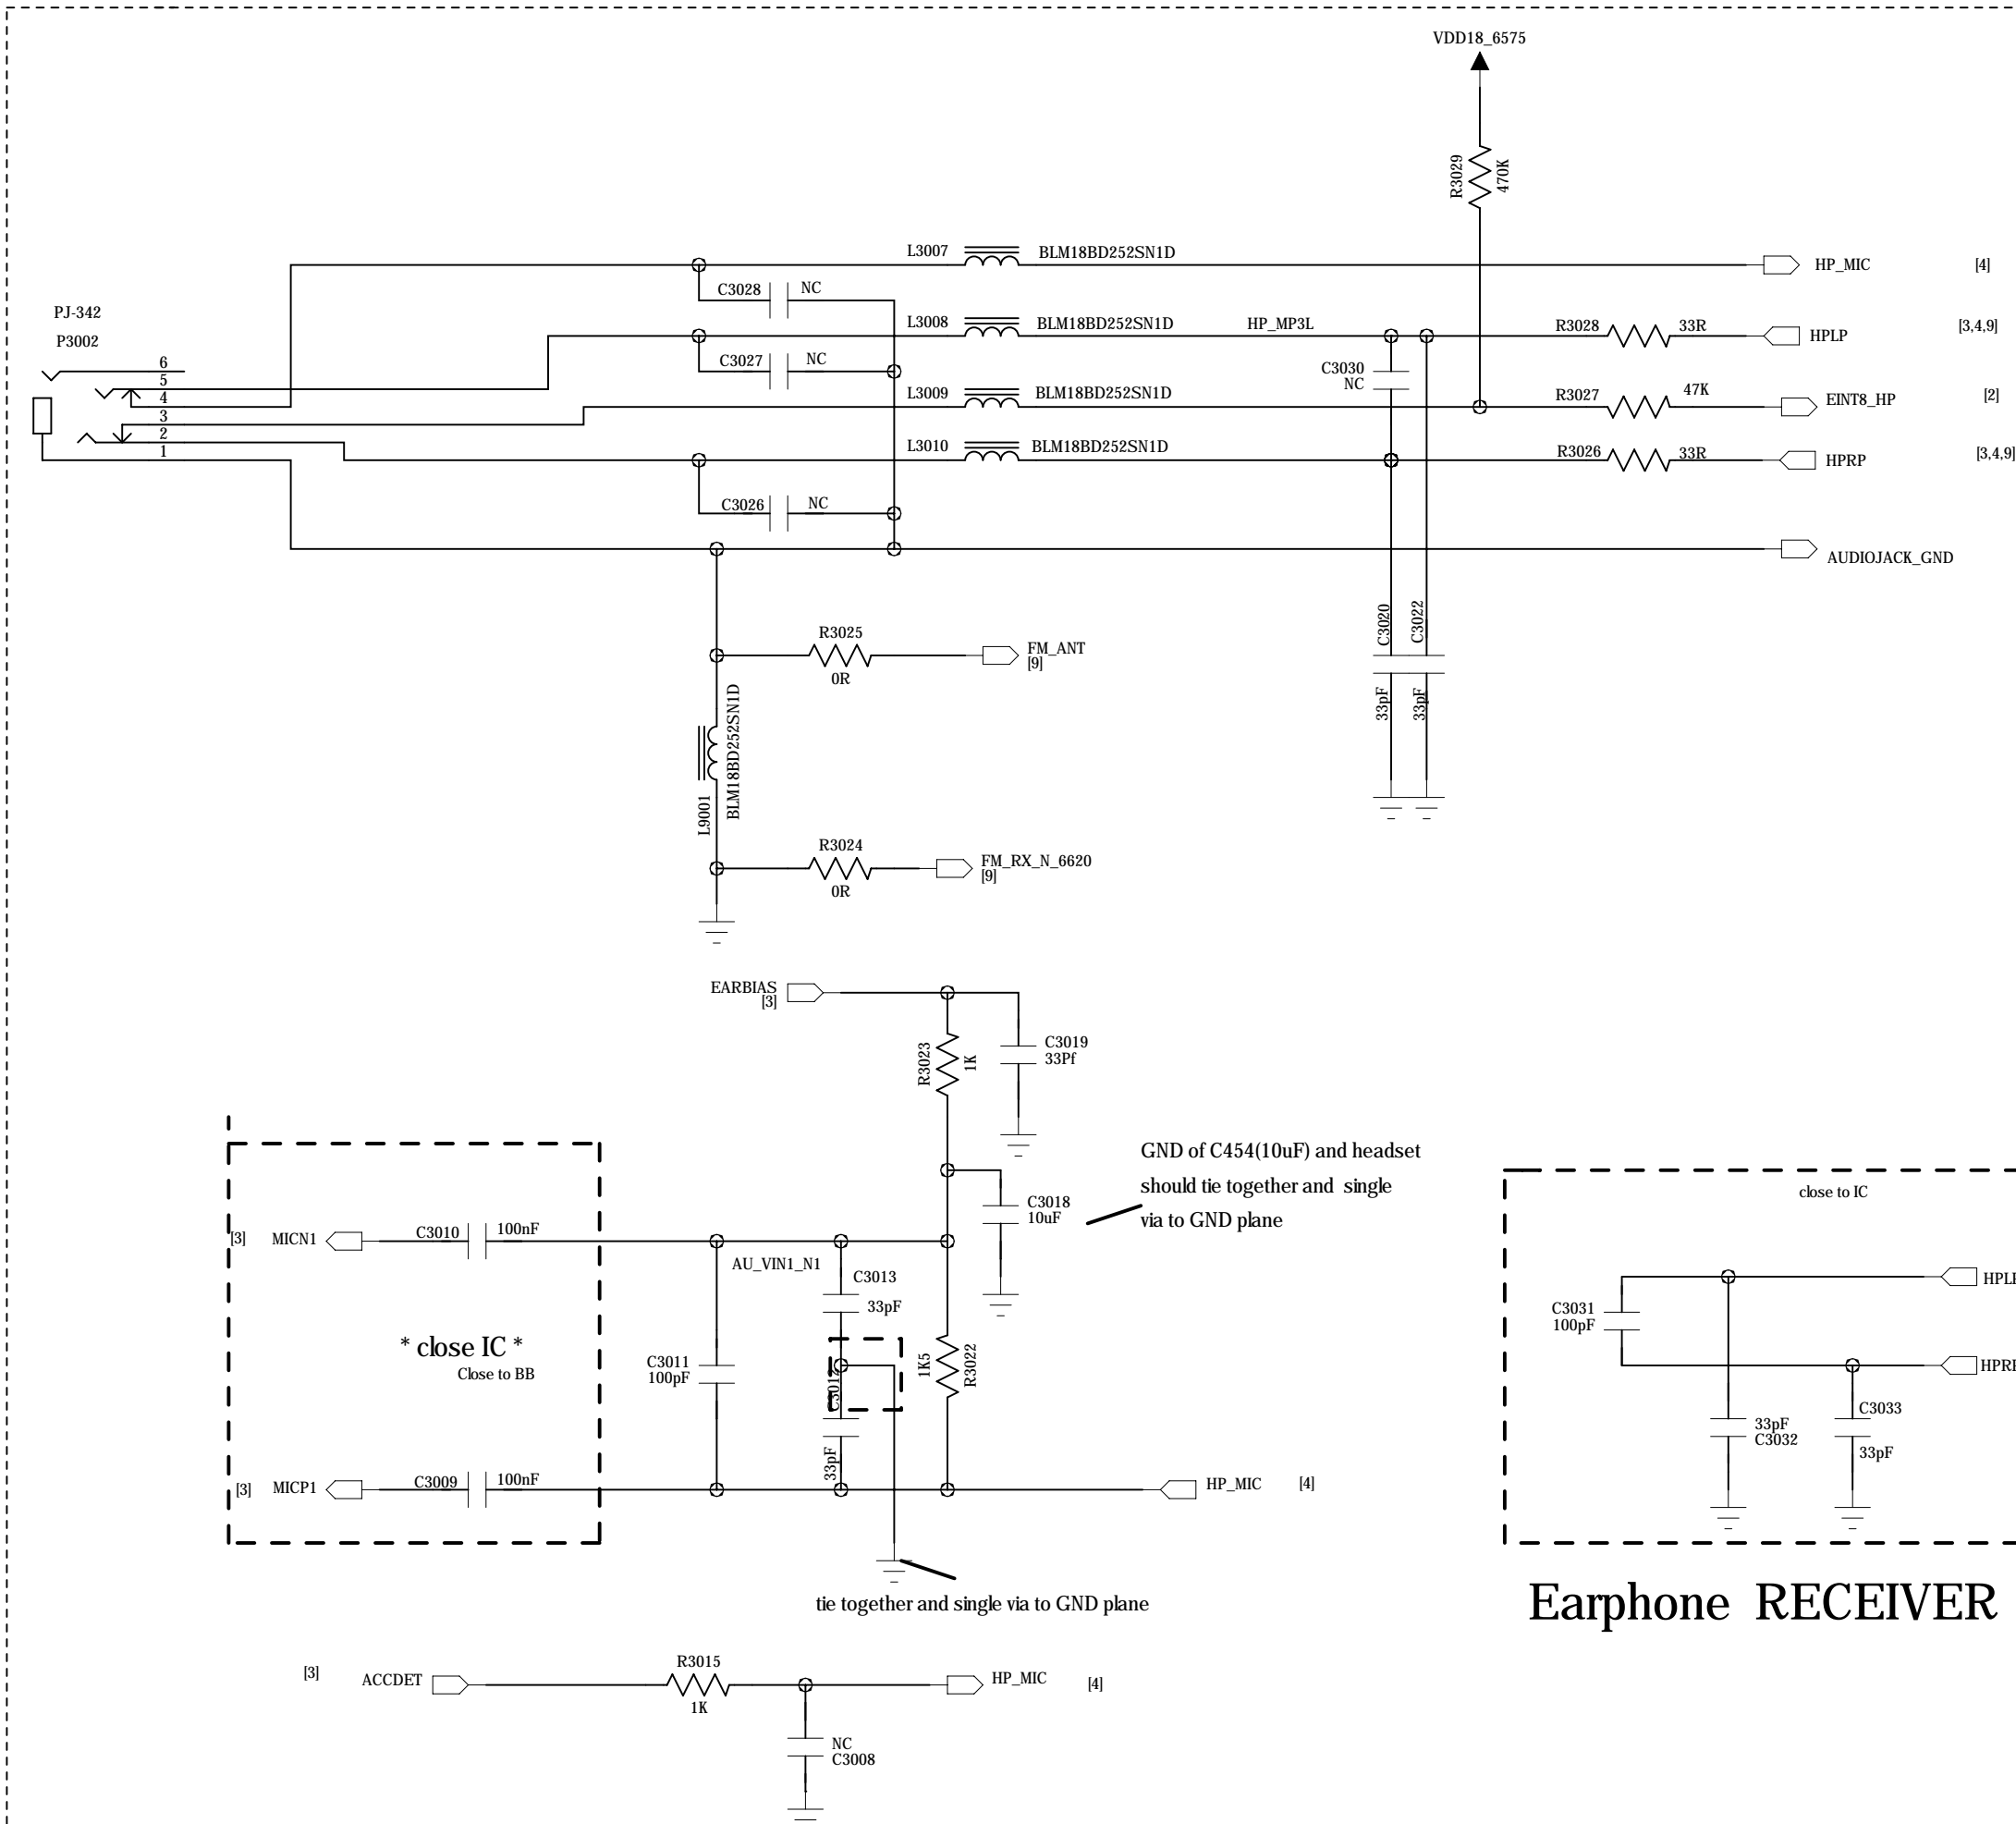 VDD18_6575
R3029
470K
L3007 BLM18BD252SN1D
HP_MIC [4]
C3028 NC
PJ-342
P3002
L3008 BLM18BD252SN1D HP_MP3L
R3028 33R
HPLP [3,4,9]
C3027 NC
C3030
NC
6
5
4
3
2
1
L3009 BLM18BD252SN1D
R3027 47K
EINT8_HP [2]
L3010 BLM18BD252SN1D
R3026 33R
HPRP [3,4,9]
C3026 NC
AUDIOJACK_GND
C3020
33pF
C3022
33pF
R3025
0R
FM_ANT
[9]
L9001
BLM18BD252SN1D
R3024
0R
FM_RX_N_6620
[9]
EARBIAS
[3]
R3023
1K
C3019
33Pf
GND of C454(10uF) and headset
should tie together and single
via to GND plane
C3018
10uF
[3] MICN1
C3010 100nF
AU_VIN1_N1
C3013
33pF
* close IC *
Close to BB
C3011
100pF
C3012
33pF
1K5
R3022
[3] MICP1
C3009 100nF
HP_MIC [4]
tie together and single via to GND plane
close to IC
C3031
100pF
33pF
C3032
C3033
33pF
Earphone RECEIVER
[3] ACCDET
R3015
1K
HP_MIC [4]
NC
C3008